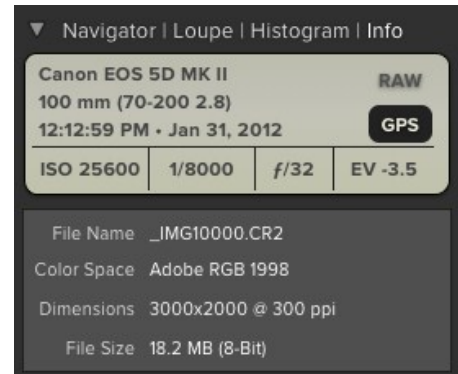 ▼ Navigator | Loupe | Histogram | Info
Canon EOS 5D MK II RAW
100 mm (70-200 2.8)
12:12:59 PM • Jan 31, 2012 GPS
ISO 25600 1/8000 ƒ/32 EV -3.5
File Name _IMG10000.CR2
Color Space Adobe RGB 1998
Dimensions 3000x2000 @ 300 ppi
File Size 18.2 MB (8-Bit)